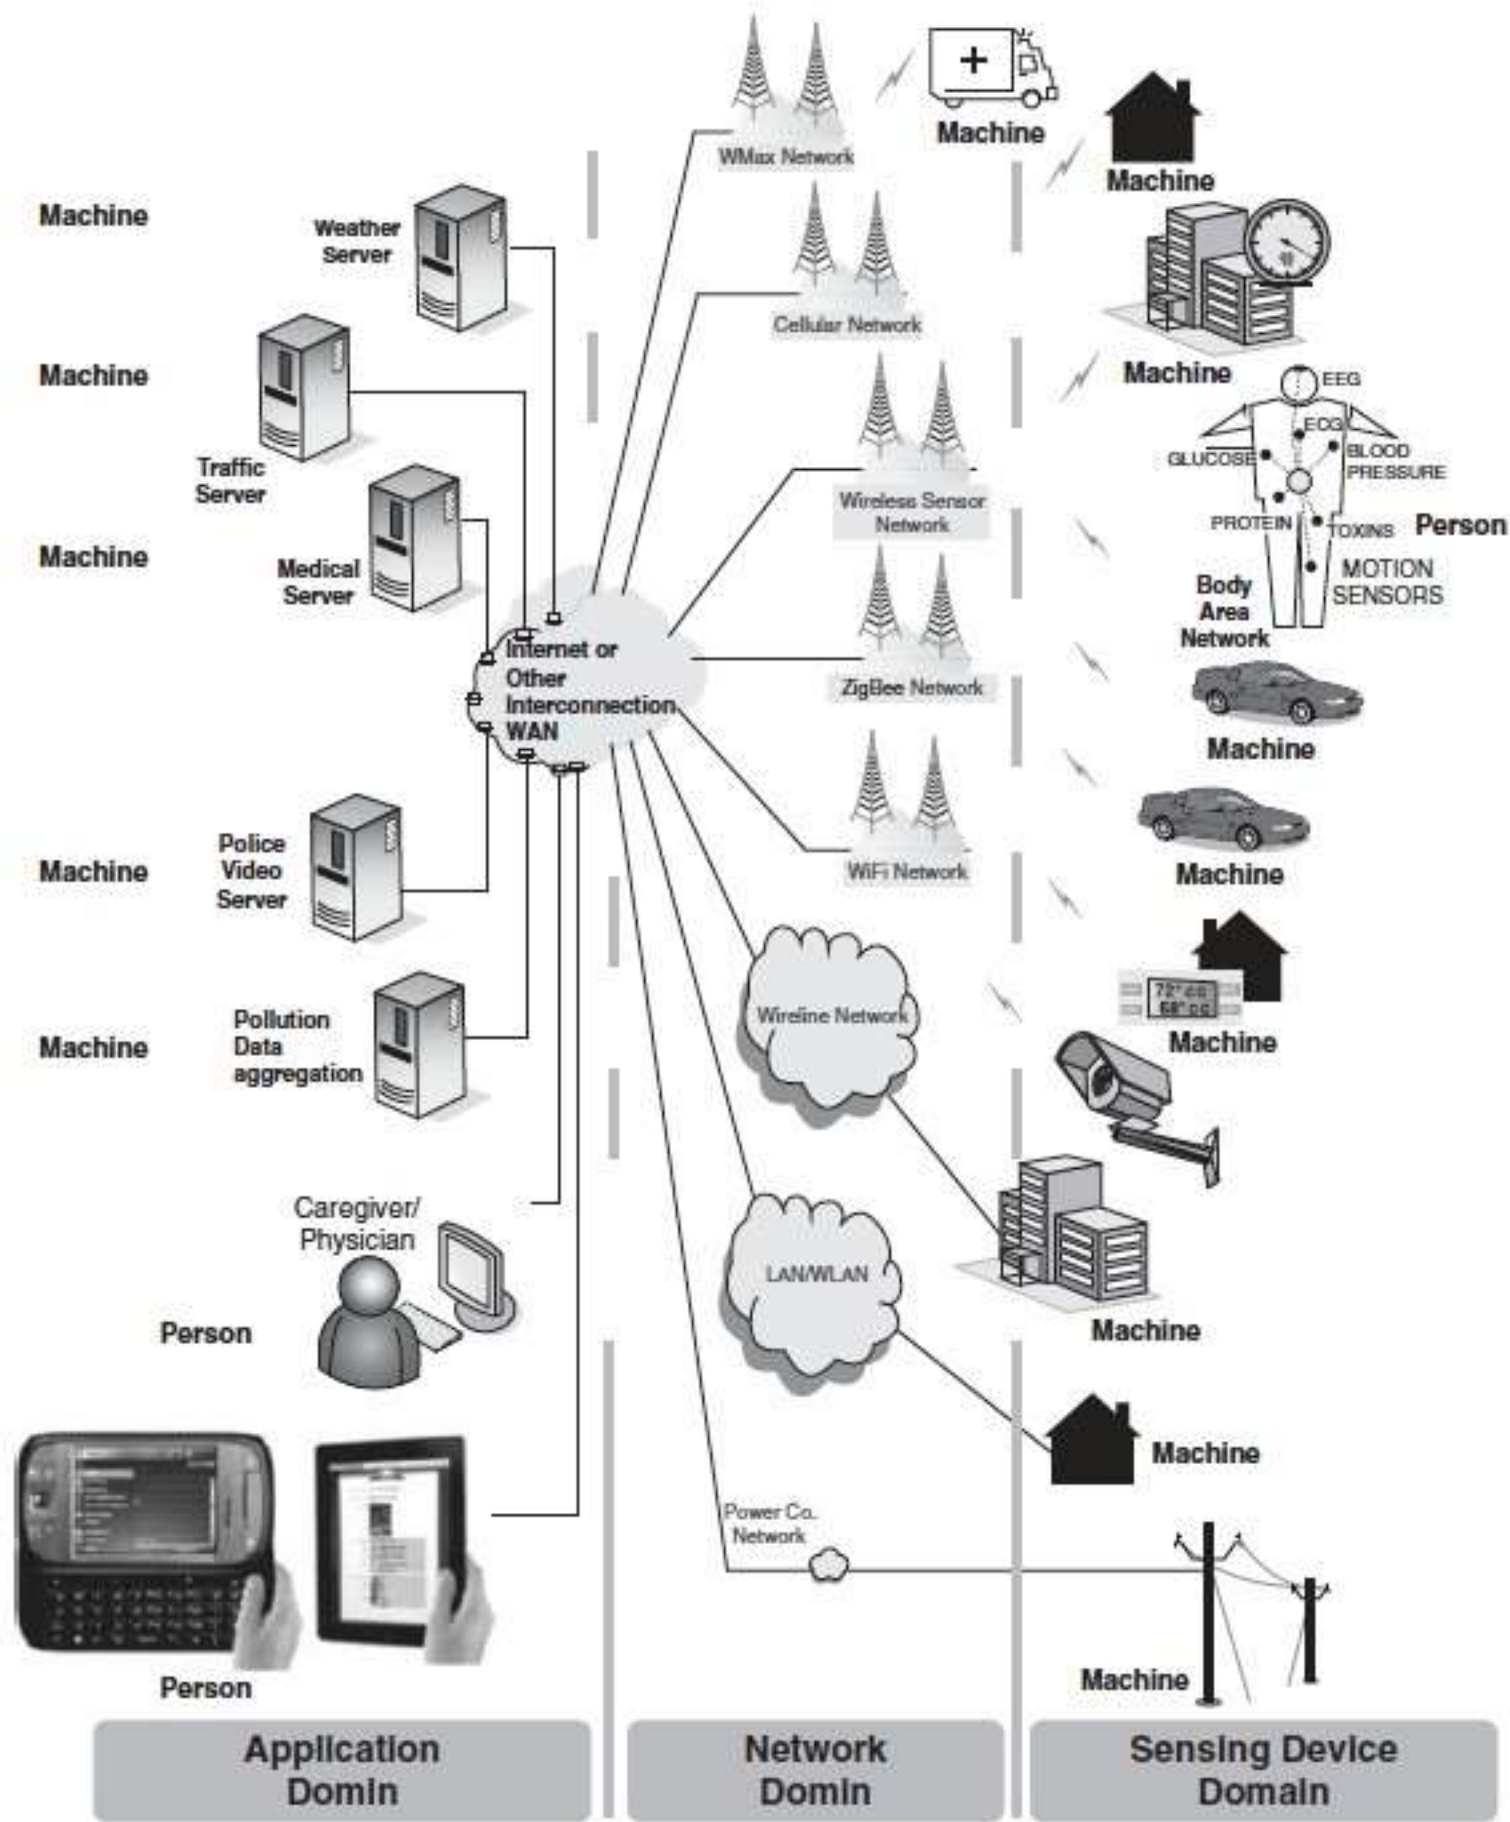 WMax Network
Machine
Machine
Machine
Weather
Server
Cellular Network
Machine
Traffic
Server
Machine
EEG
ECG
GLUCOSE
BLOOD
PRESSURE
PROTEIN
TOXINS
Person
MOTION
SENSORS
Body
Area
Network
Wireless Sensor
Network
Machine
Medical
Server
Internet or
Other
Interconnection
WAN
ZigBee Network
Machine
WiFi Network
Machine
Machine
Police
Video
Server
Wireline Network
72°
68°
Machine
Machine
Pollution
Data
aggregation
Caregiver/
Physician
Person
LAN/WLAN
Machine
Machine
Power Co.
Network
Machine
Person
Application
Domin
Network
Domin
Sensing Device
Domain